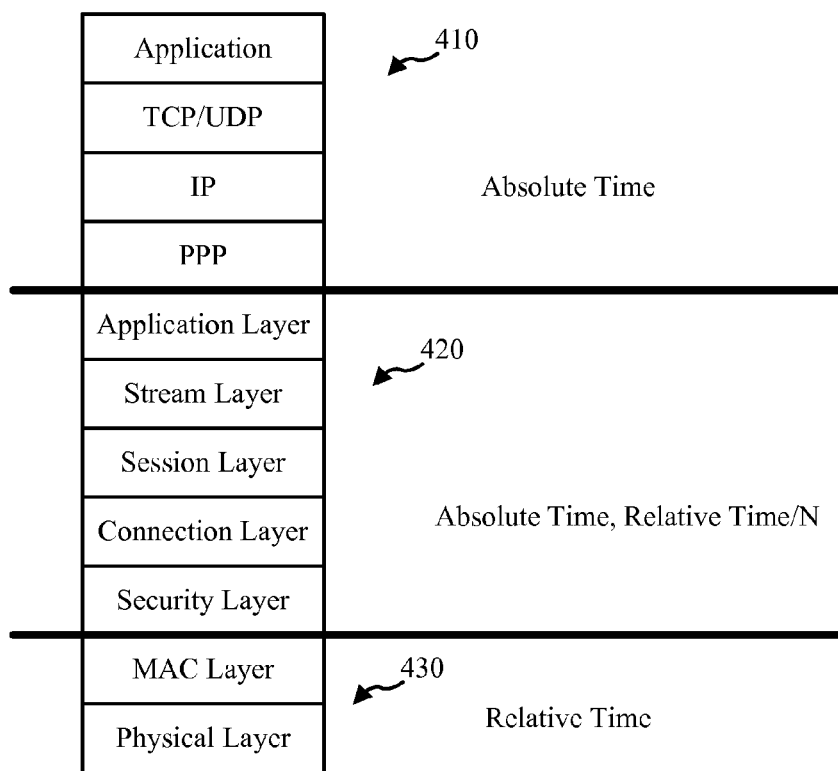 Application
410
TCP/UDP
IP
Absolute Time
PPP
Application Layer
420
Stream Layer
Session Layer
Connection Layer
Absolute Time, Relative Time/N
Security Layer
MAC Layer
430
Physical Layer
Relative Time